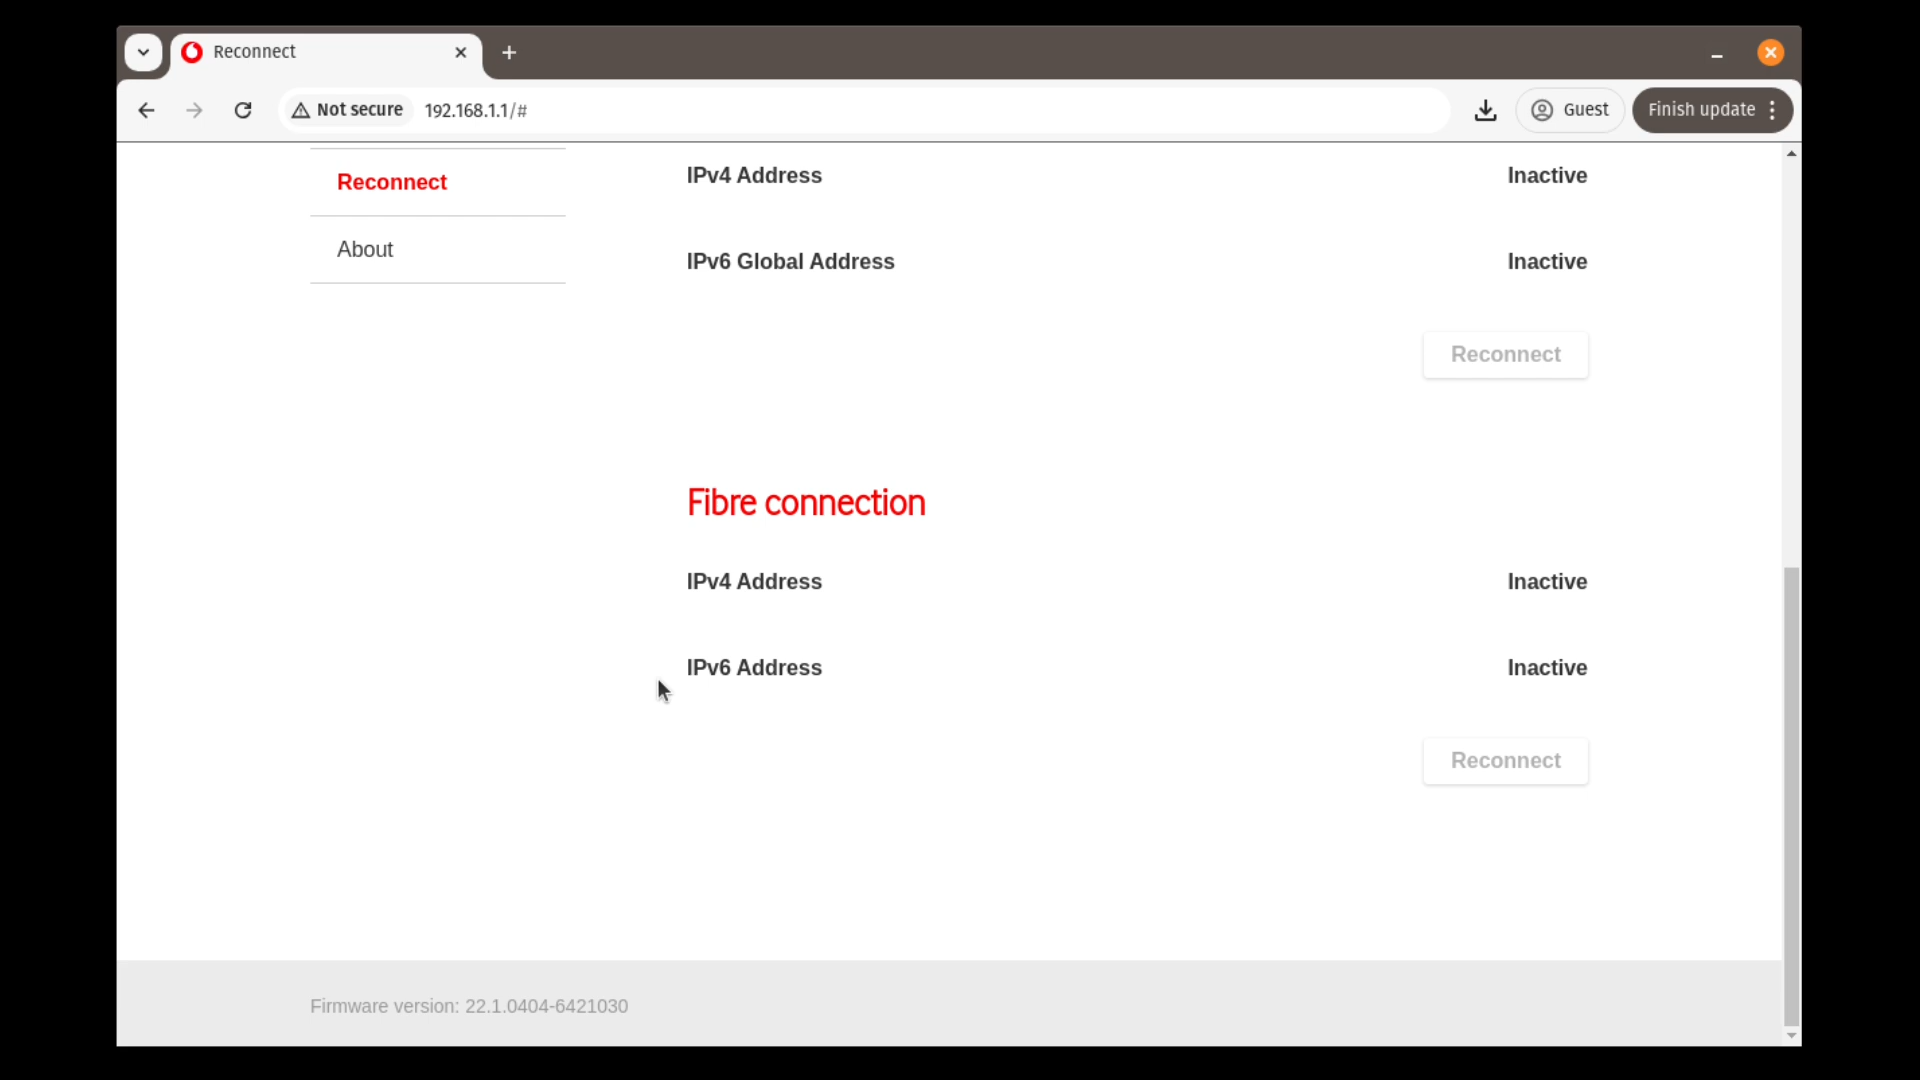 Reconnect
Not secure 192.168.1.1/#
Guest
Finish update
Reconnect
About
IPv4 Address Inactive
IPv6 Global Address Inactive
Reconnect
Fibre connection
IPv4 Address Inactive
IPv6 Address Inactive
Reconnect
Firmware version: 22.1.0404-6421030